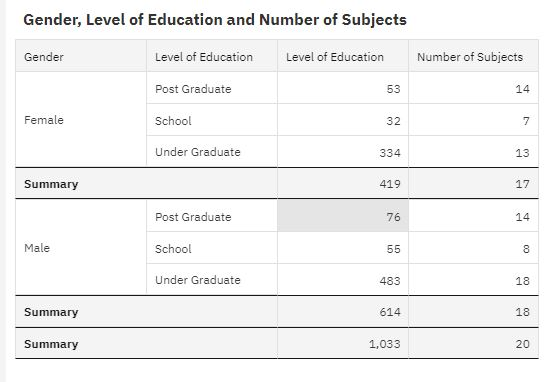 Gender, Level of Education and Number of Subjects
Gender Level of Education Level of Education Number of Subjects
Female Post Graduate 53 14
School 32 7
Under Graduate 334 13
Summary 419 17
Male Post Graduate 76 14
School 55 8
Under Graduate 483 18
Summary 614 18
Summary 1,033 20